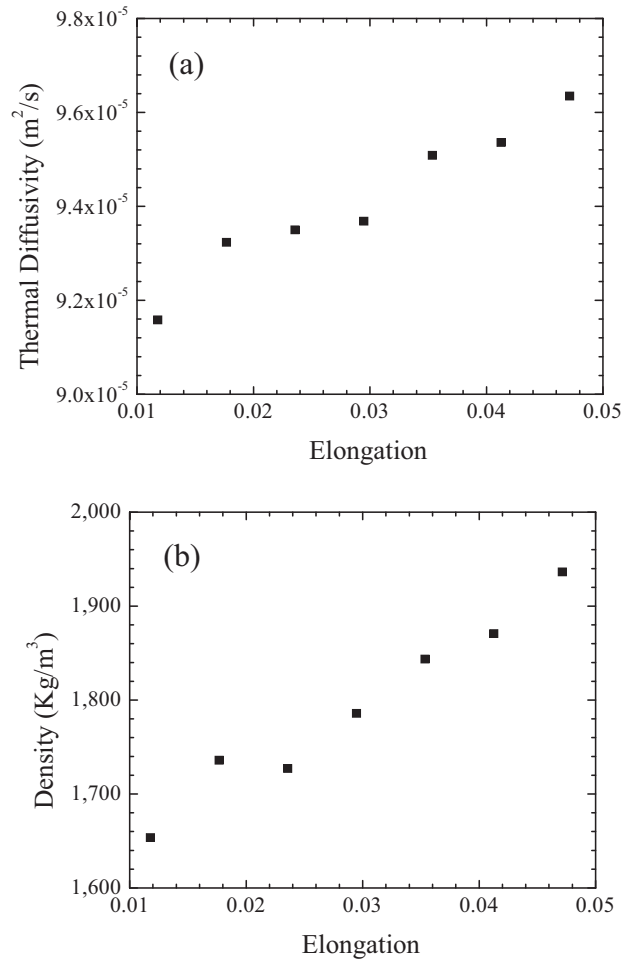 9.8x10⁻⁵
(a)
9.6x10⁻⁵
9.4x10⁻⁵
9.2x10⁻⁵
9.0x10⁻⁵
Thermal Diffusivity (m²/s)
0.01 0.02 0.03 0.04 0.05
Elongation
2,000
(b)
1,900
1,800
1,700
1,600
Density (Kg/m³)
0.01 0.02 0.03 0.04 0.05
Elongation